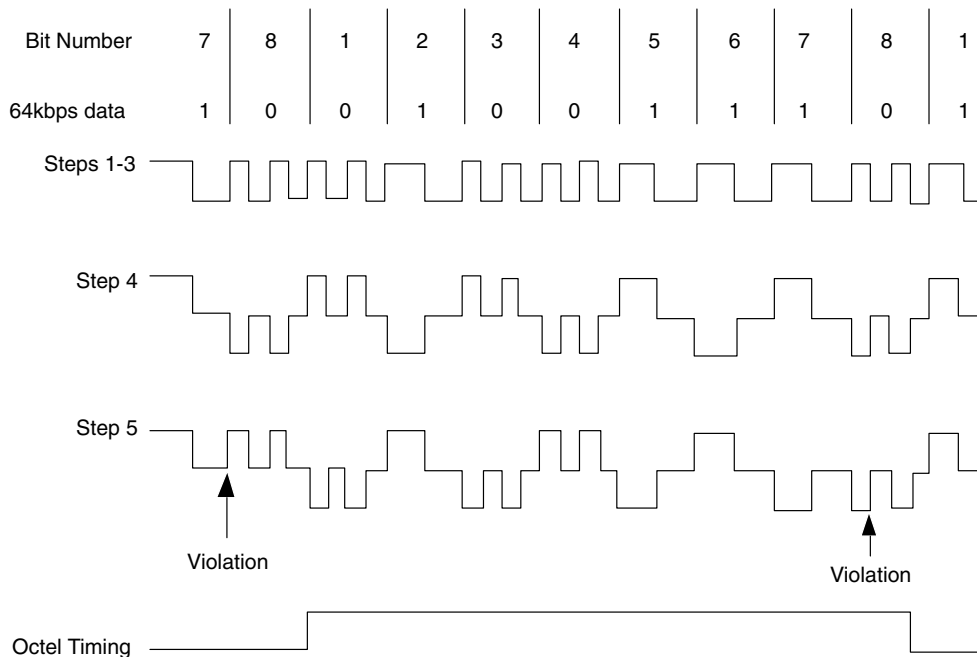 Bit Number 7 8 1 2 3 4 5 6 7 8 1
64kbps data 1 0 0 1 0 0 1 1 1 0 1
Steps 1-3
Step 4
Step 5
Violation
Violation
Octel Timing